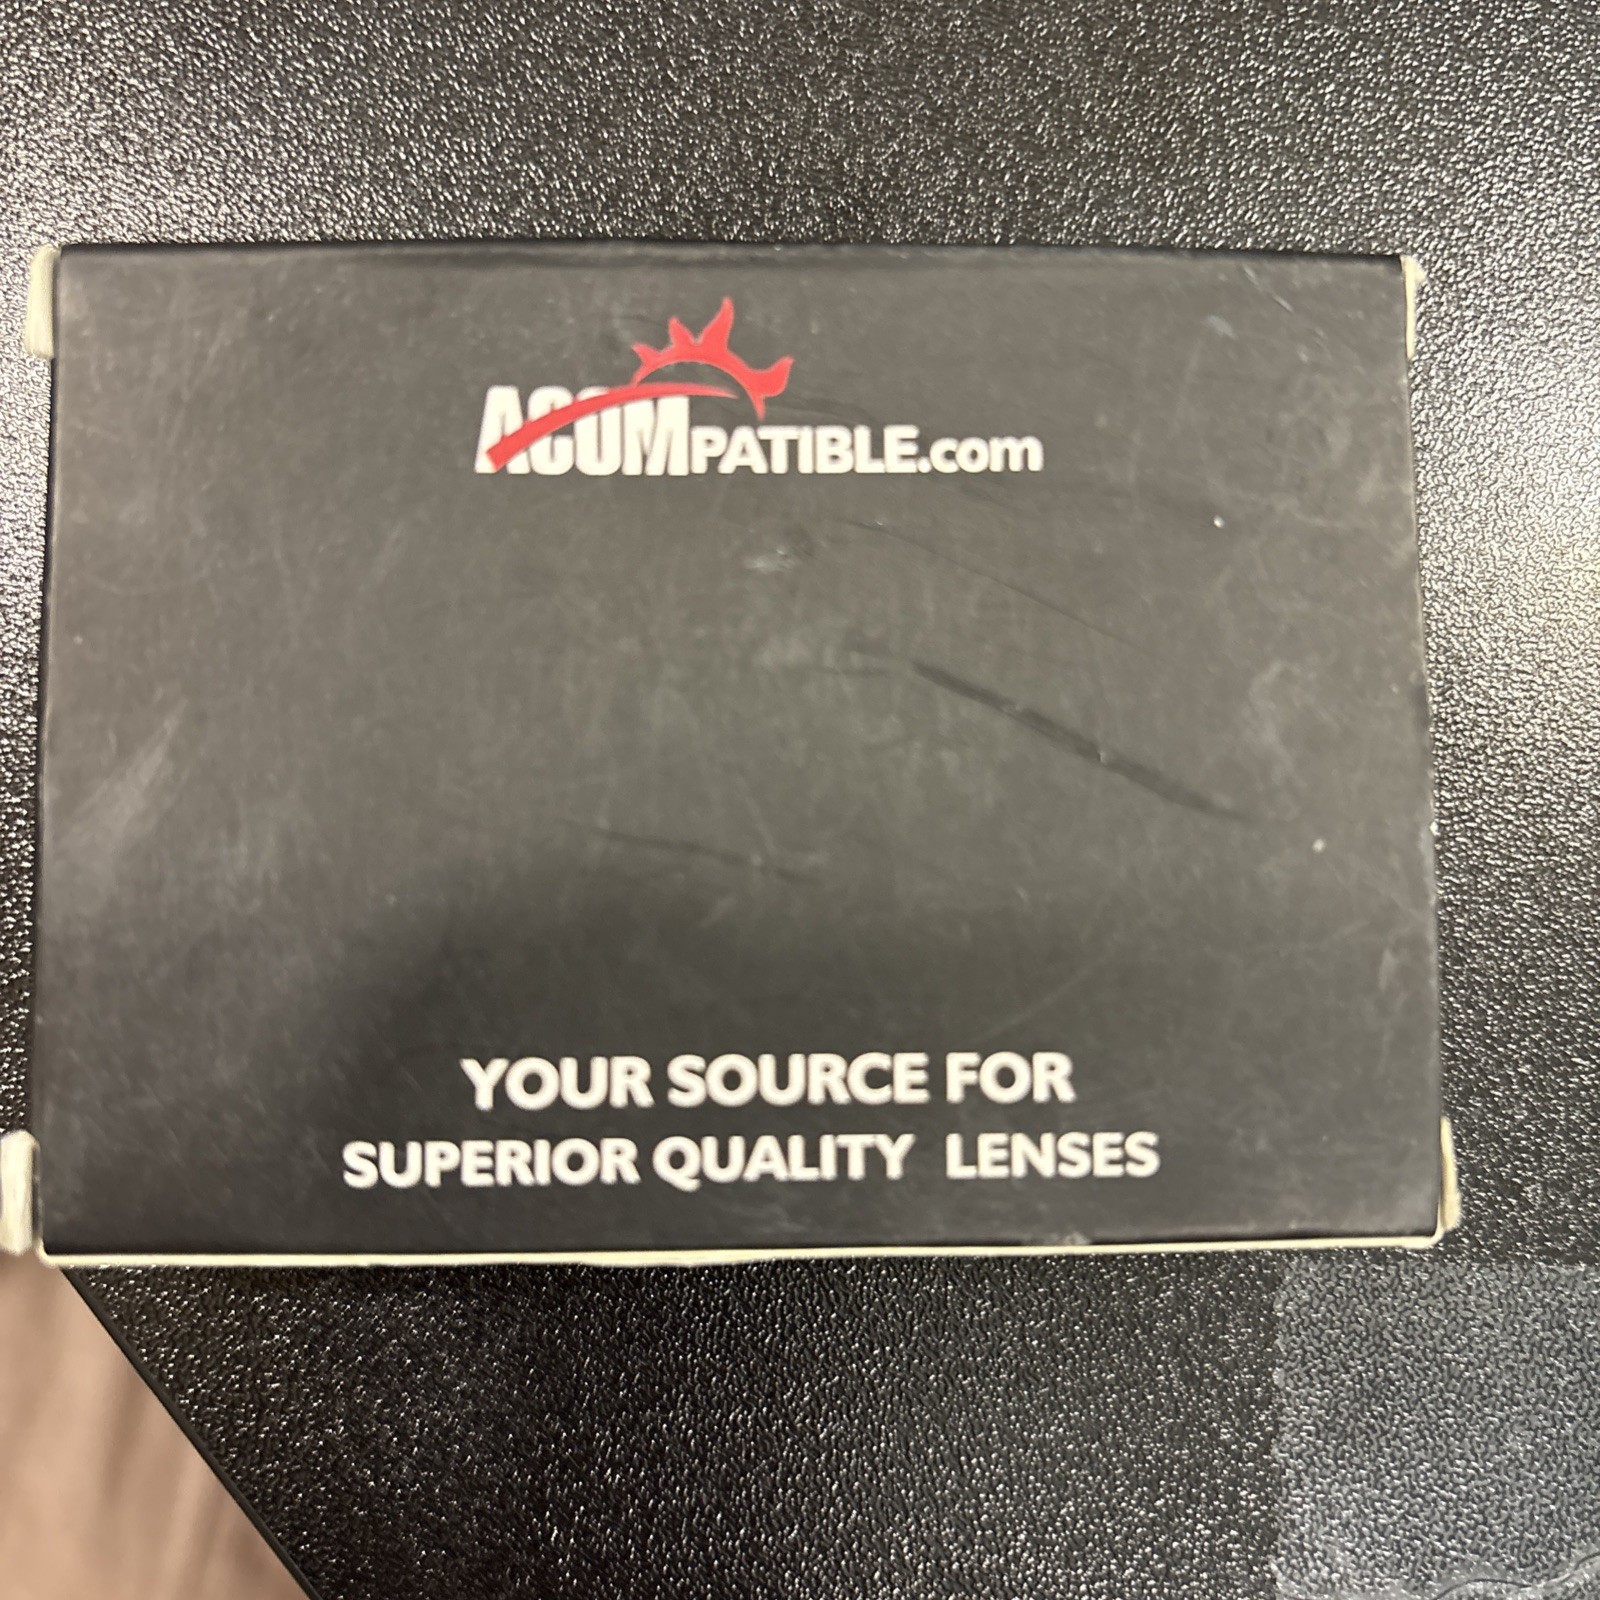 ACOMPATIBLE.com
YOUR SOURCE FOR
SUPERIOR QUALITY LENSES